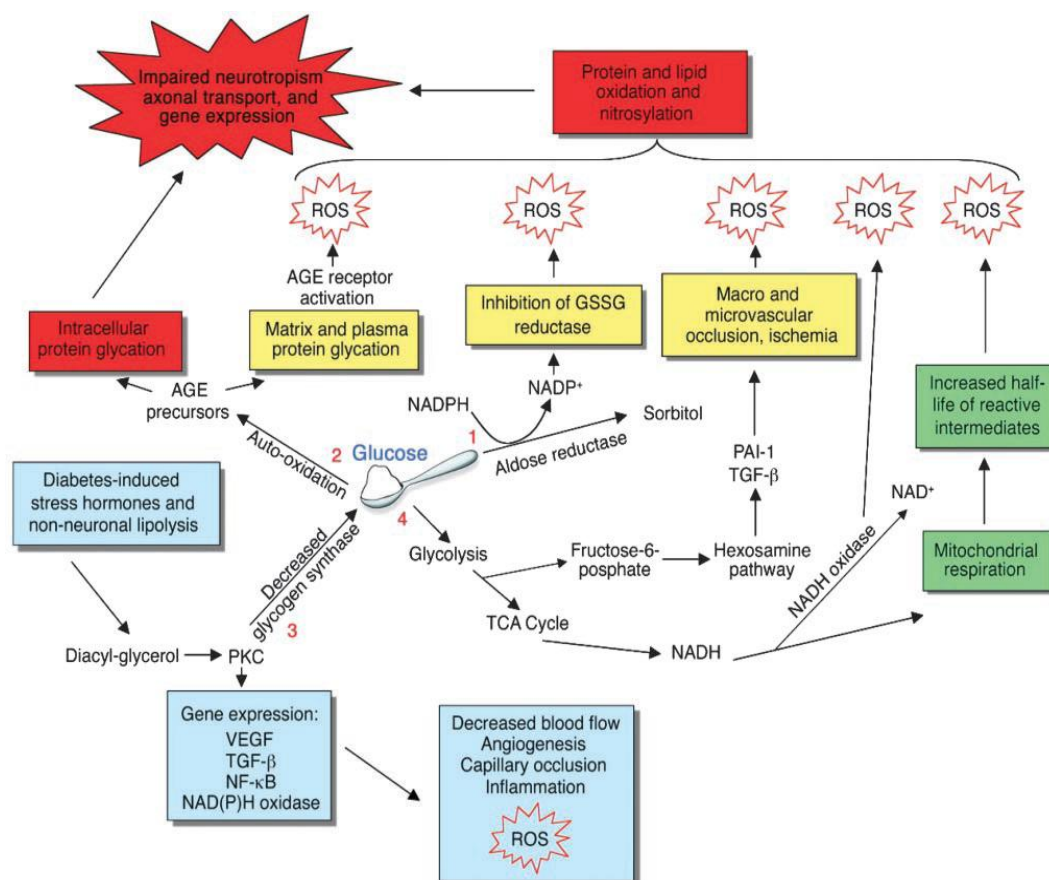 Impaired neurotropism
axonal transport, and
gene expression
Protein and lipid
oxidation and
nitrosylation
ROS
ROS
ROS
ROS
ROS
AGE receptor
activation
Intracellular
protein glycation
Matrix and plasma
protein glycation
Inhibition of GSSG
reductase
Macro and
microvascular
occlusion, ischemia
Increased half-
life of reactive
intermediates
AGE
precursors
NADPH
NADP⁺
Sorbitol
1
Aldose reductase
2
Glucose
Auto-oxidation
4
PAI-1
TGF-β
Diabetes-induced
stress hormones and
non-neuronal lipolysis
Decreased
glycogen synthase
3
Glycolysis
Fructose-6-
posphate
Hexosamine
pathway
NAD⁺
NADH oxidase
Mitochondrial
respiration
TCA Cycle
NADH
Diacyl-glycerol
PKC
Gene expression:
VEGF
TGF-β
NF-κB
NAD(P)H oxidase
Decreased blood flow
Angiogenesis
Capillary occlusion
Inflammation
ROS